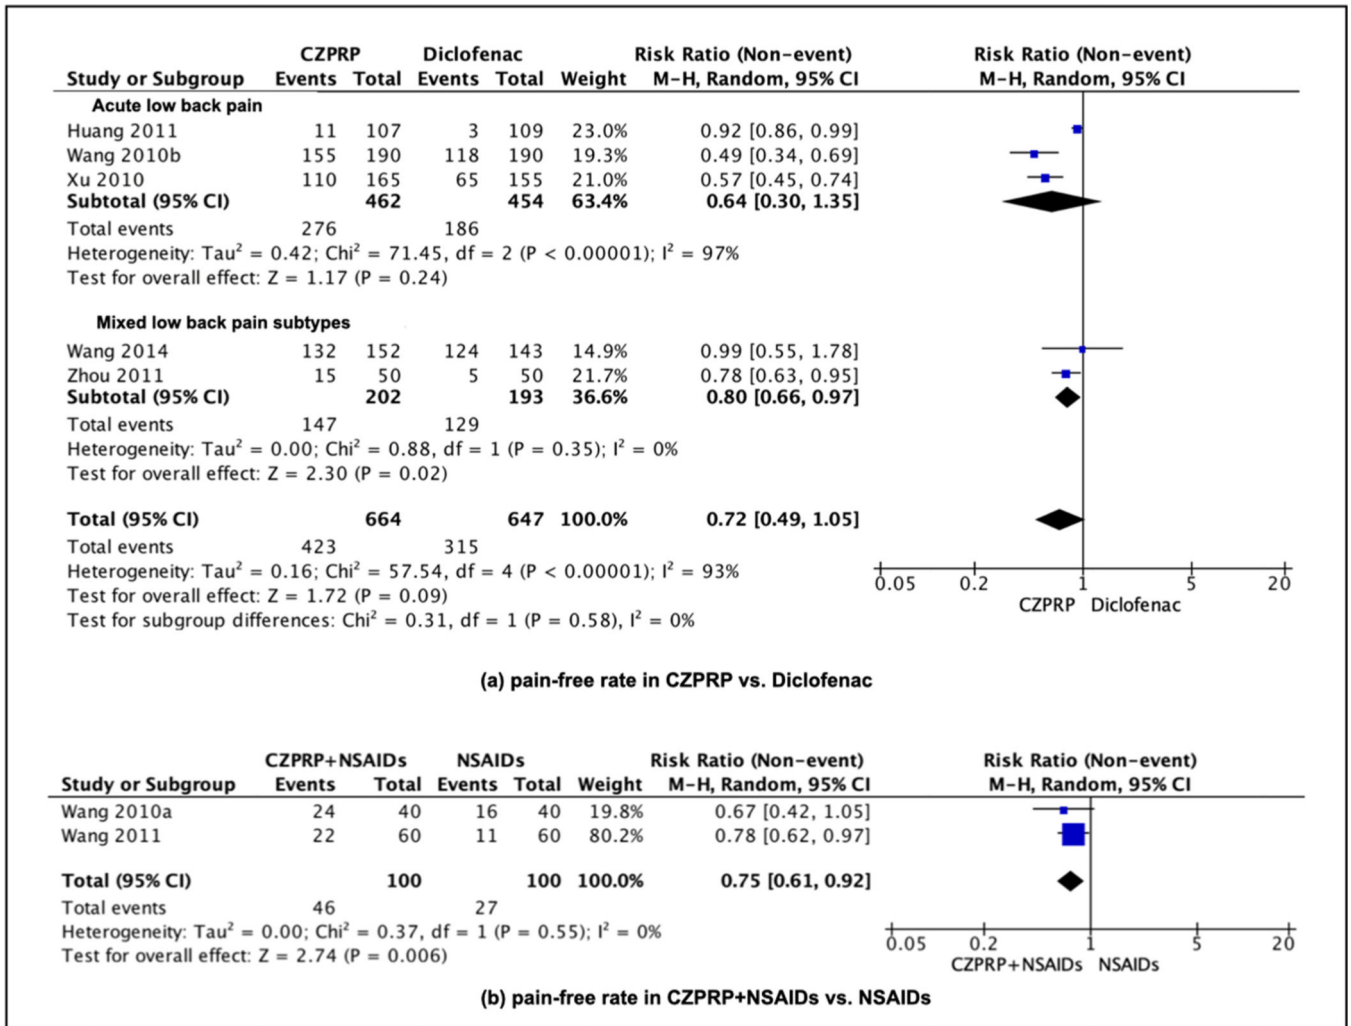 CZPRP Diclofenac Risk Ratio (Non-event) Risk Ratio (Non-event)
Study or Subgroup Events Total Events Total Weight M-H, Random, 95% CI M-H, Random, 95% CI
Acute low back pain
Huang 2011 11 107 3 109 23.0% 0.92 [0.86, 0.99]
Wang 2010b 155 190 118 190 19.3% 0.49 [0.34, 0.69]
Xu 2010 110 165 65 155 21.0% 0.57 [0.45, 0.74]
Subtotal (95% CI) 462 454 63.4% 0.64 [0.30, 1.35]
Total events 276 186
Heterogeneity: Tau² = 0.42; Chi² = 71.45, df = 2 (P < 0.00001); I² = 97%
Test for overall effect: Z = 1.17 (P = 0.24)
Mixed low back pain subtypes
Wang 2014 132 152 124 143 14.9% 0.99 [0.55, 1.78]
Zhou 2011 15 50 5 50 21.7% 0.78 [0.63, 0.95]
Subtotal (95% CI) 202 193 36.6% 0.80 [0.66, 0.97]
Total events 147 129
Heterogeneity: Tau² = 0.00; Chi² = 0.88, df = 1 (P = 0.35); I² = 0%
Test for overall effect: Z = 2.30 (P = 0.02)
Total (95% CI) 664 647 100.0% 0.72 [0.49, 1.05]
Total events 423 315
Heterogeneity: Tau² = 0.16; Chi² = 57.54, df = 4 (P < 0.00001); I² = 93%
Test for overall effect: Z = 1.72 (P = 0.09)
Test for subgroup differences: Chi² = 0.31, df = 1 (P = 0.58), I² = 0%
0.05 0.2 1 5 20
CZPRP Diclofenac
(a) pain-free rate in CZPRP vs. Diclofenac
CZPRP+NSAIDs NSAIDs Risk Ratio (Non-event) Risk Ratio (Non-event)
Study or Subgroup Events Total Events Total Weight M-H, Random, 95% CI M-H, Random, 95% CI
Wang 2010a 24 40 16 40 19.8% 0.67 [0.42, 1.05]
Wang 2011 22 60 11 60 80.2% 0.78 [0.62, 0.97]
Total (95% CI) 100 100 100.0% 0.75 [0.61, 0.92]
Total events 46 27
Heterogeneity: Tau² = 0.00; Chi² = 0.37, df = 1 (P = 0.55); I² = 0%
Test for overall effect: Z = 2.74 (P = 0.006)
0.05 0.2 1 5 20
CZPRP+NSAIDs NSAIDs
(b) pain-free rate in CZPRP+NSAIDs vs. NSAIDs